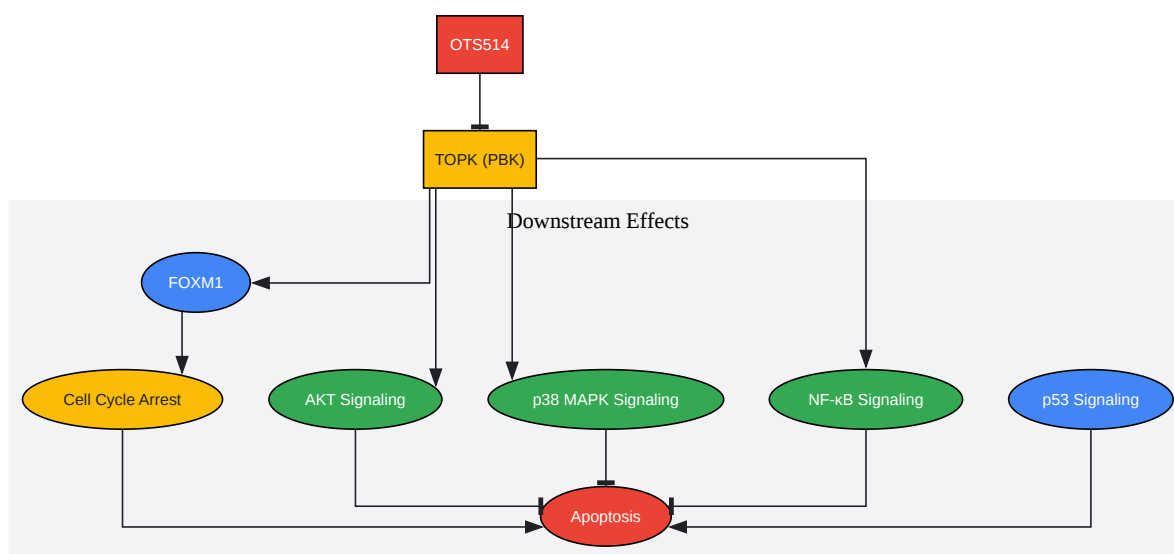 OTS514
TOPK (PBK)
Downstream Effects
FOXM1
Cell Cycle Arrest
AKT Signaling
p38 MAPK Signaling
NF-κB Signaling
p53 Signaling
Apoptosis